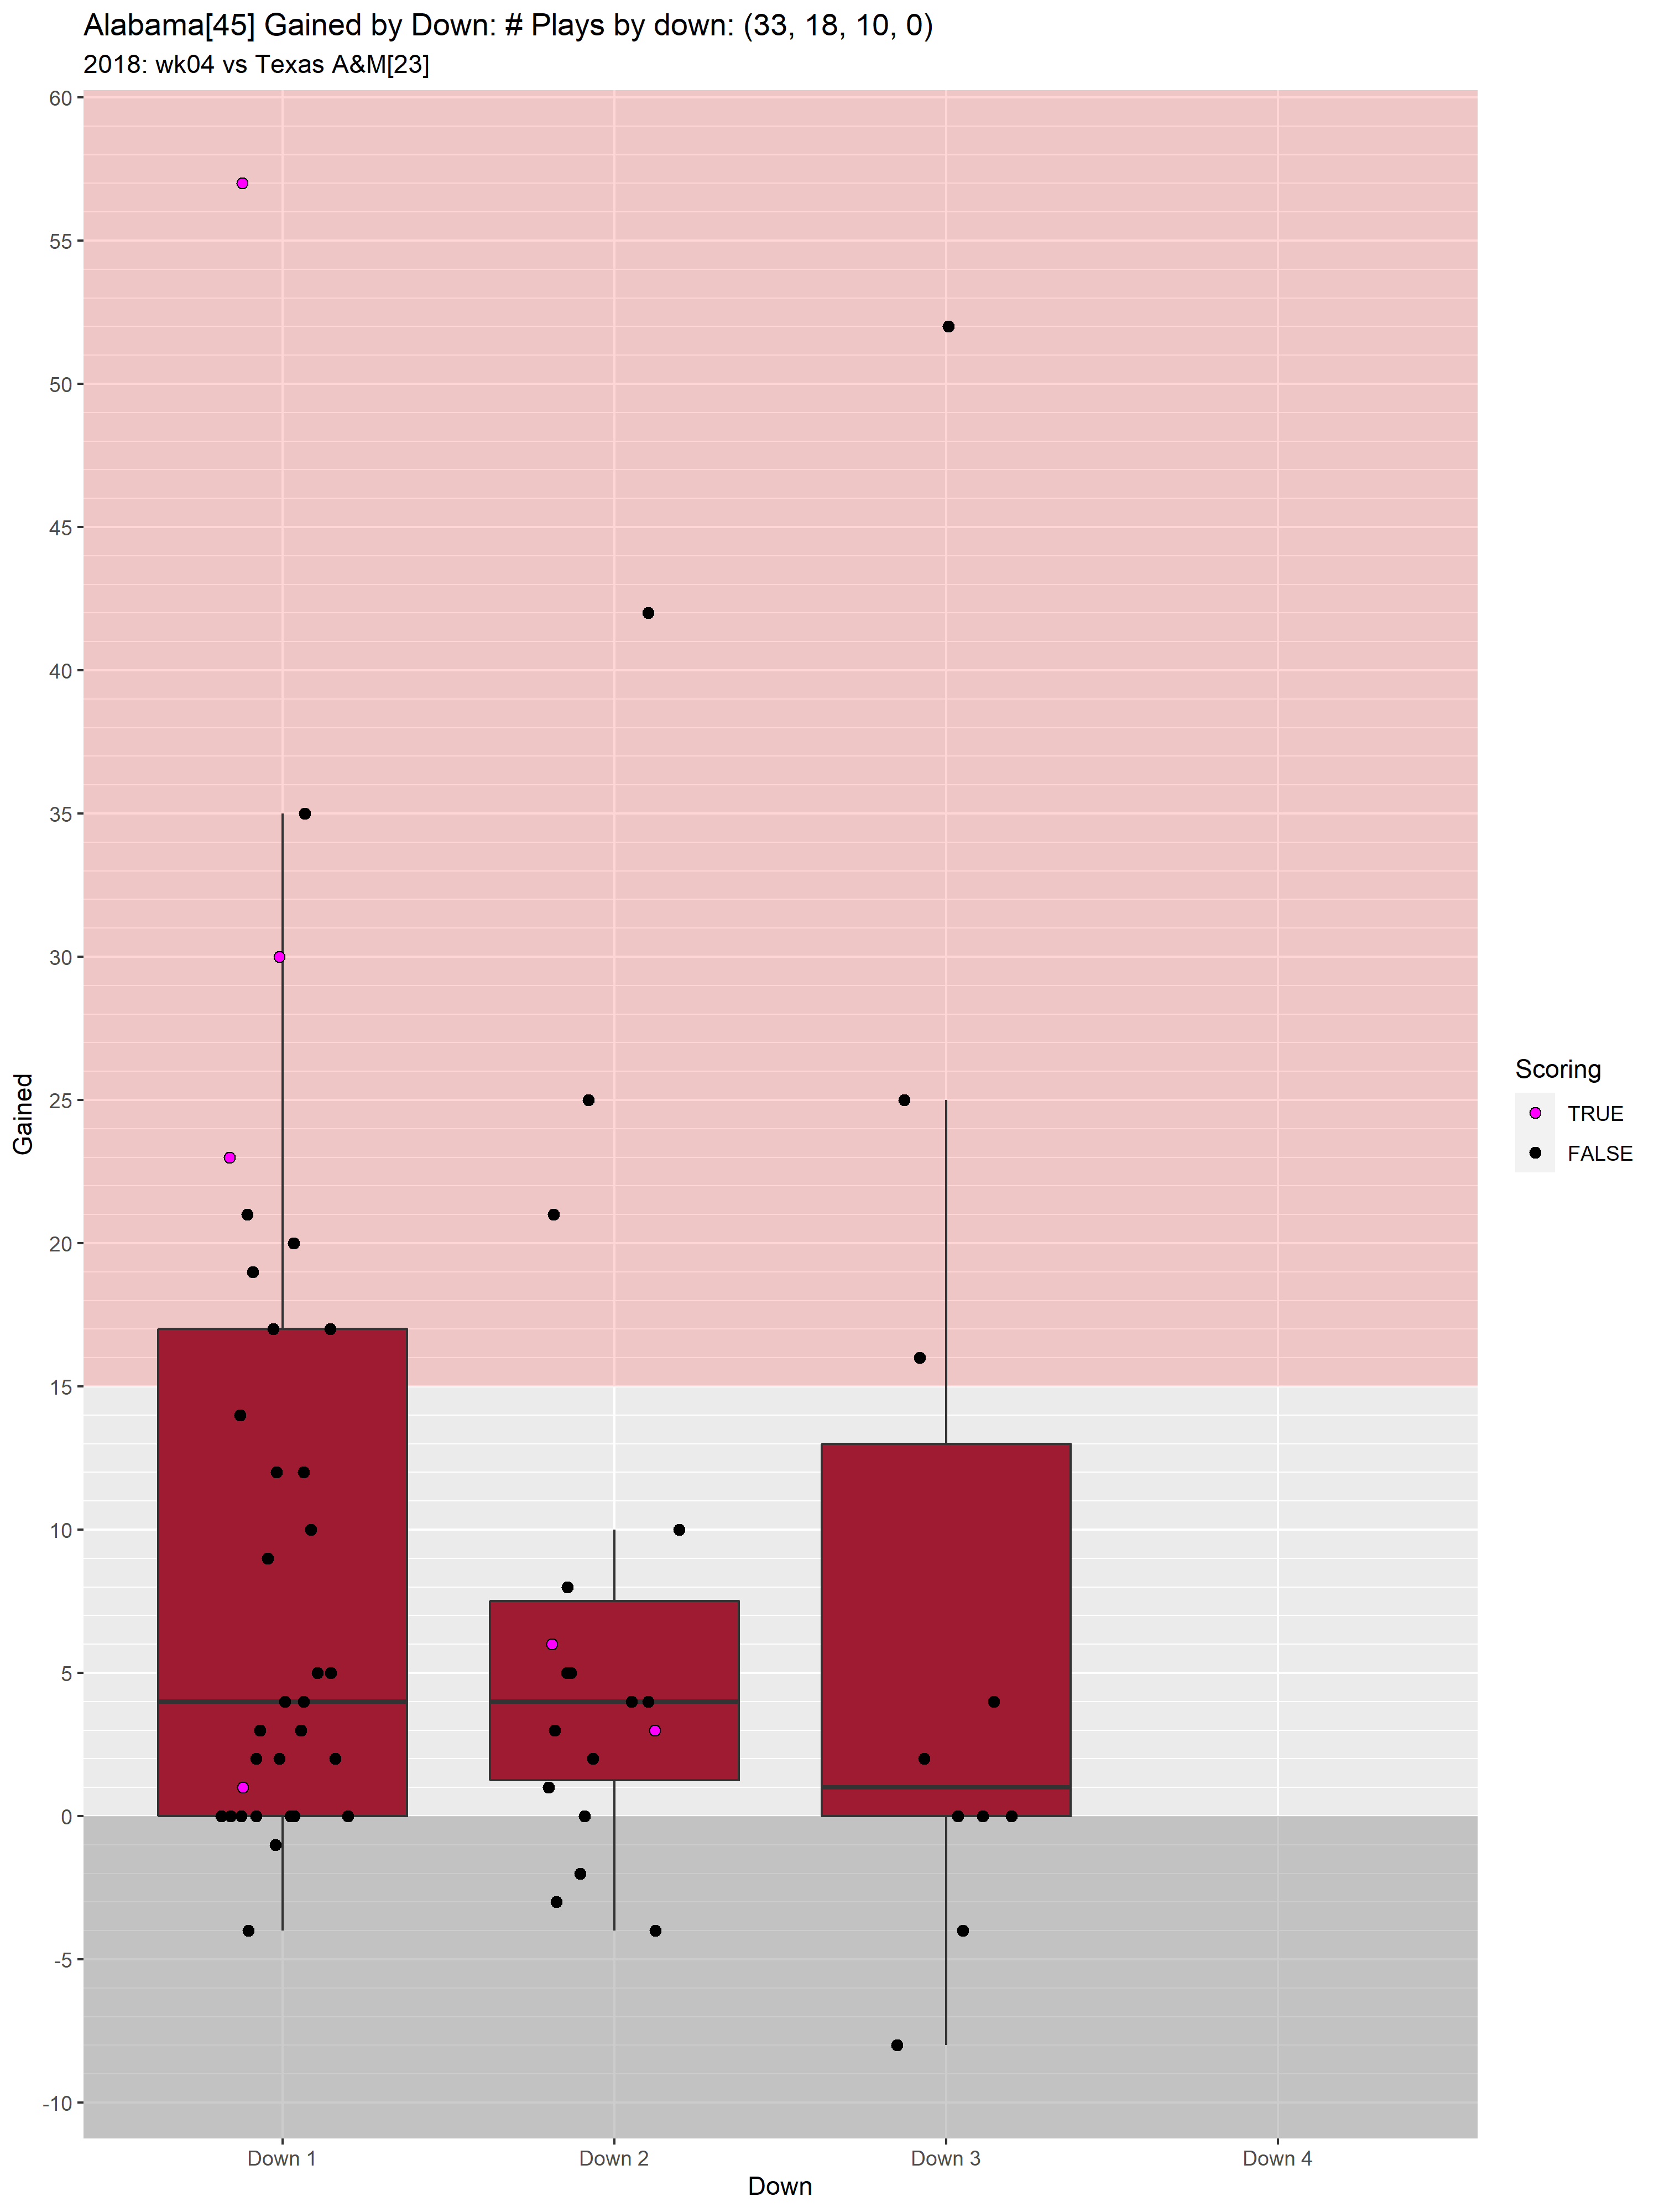 Alabama[45] Gained by Down: # Plays by down: (33, 18, 10, 0)
2018: wk04 vs Texas A&M[23]
60
55
50
45
40
35
30
25
20
15
10
5
0
-5
-10
Gained
Down 1
Down 2
Down 3
Down 4
Down
Scoring
TRUE
FALSE